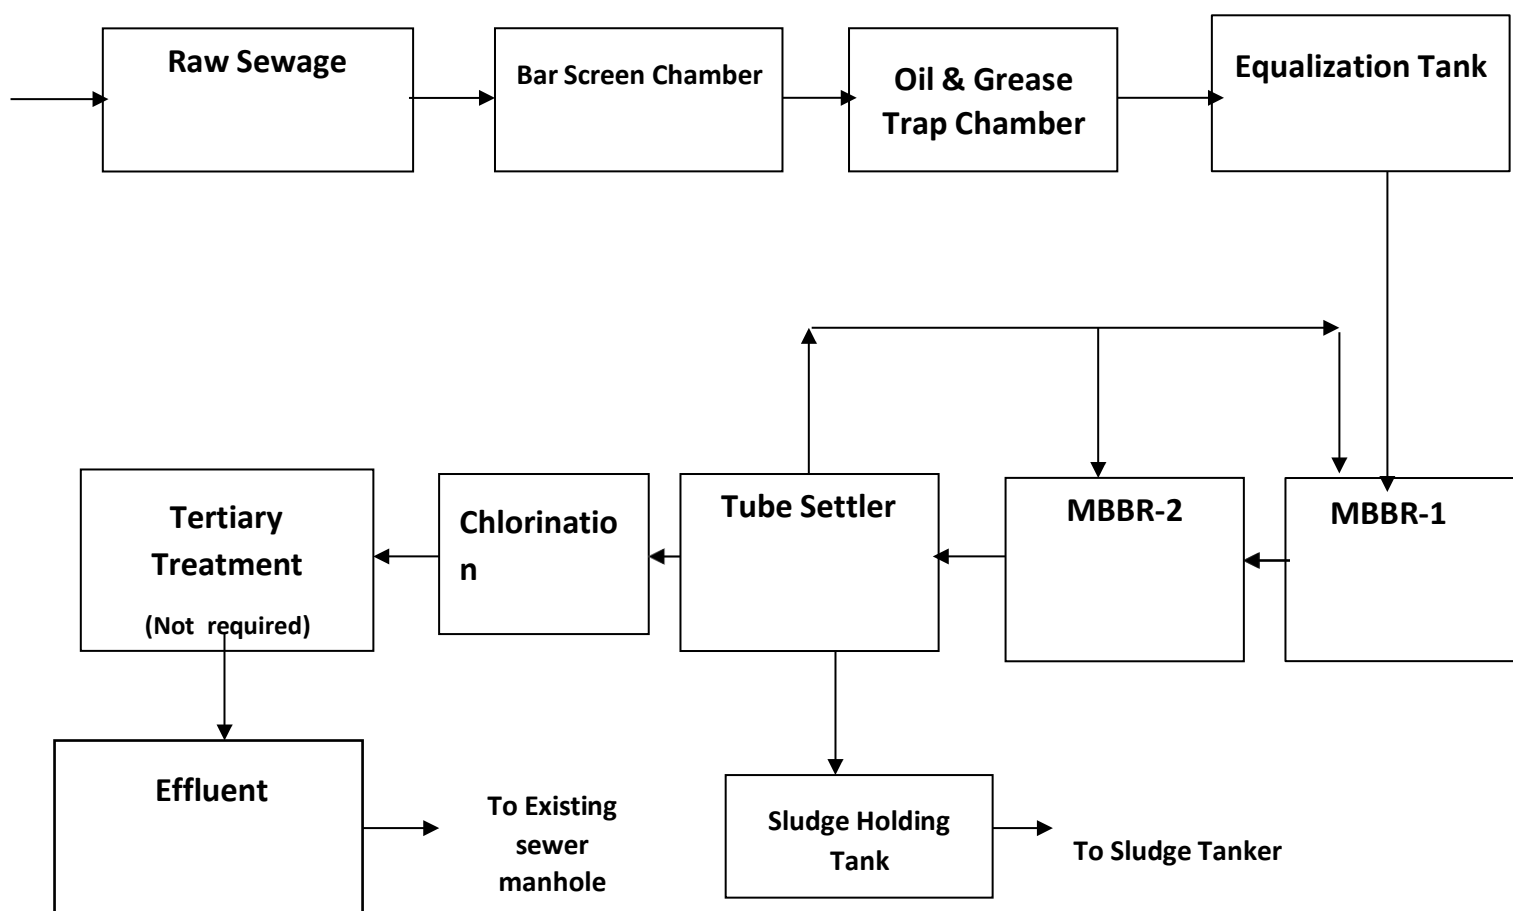 Raw Sewage
Bar Screen Chamber
Oil & Grease
Trap Chamber
Equalization Tank
Tertiary
Treatment
(Not required)
Chlorinatio
n
Tube Settler
MBBR-2
MBBR-1
Effluent
To Existing
sewer
manhole
Sludge Holding
Tank
To Sludge Tanker